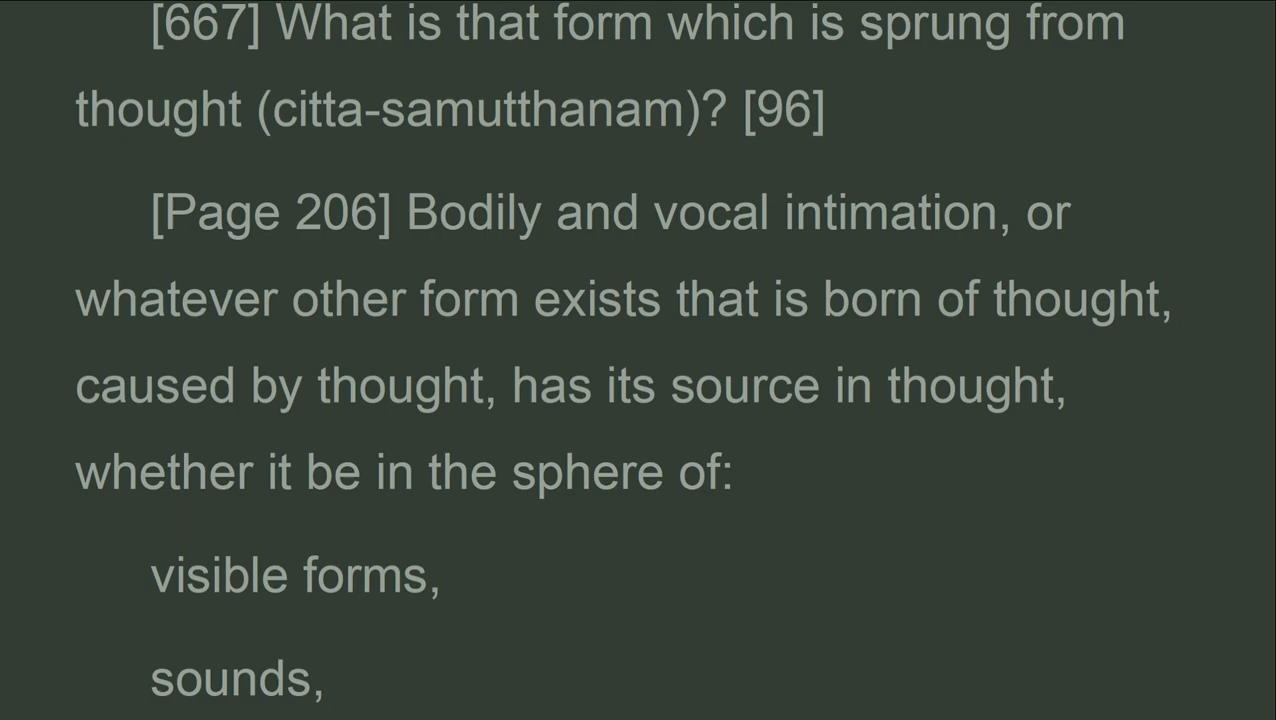 [667] What is that form which is sprung from
thought (citta-samutthanam)? [96]
[Page 206] Bodily and vocal intimation, or
whatever other form exists that is born of thought,
caused by thought, has its source in thought,
whether it be in the sphere of:
visible forms,
sounds,